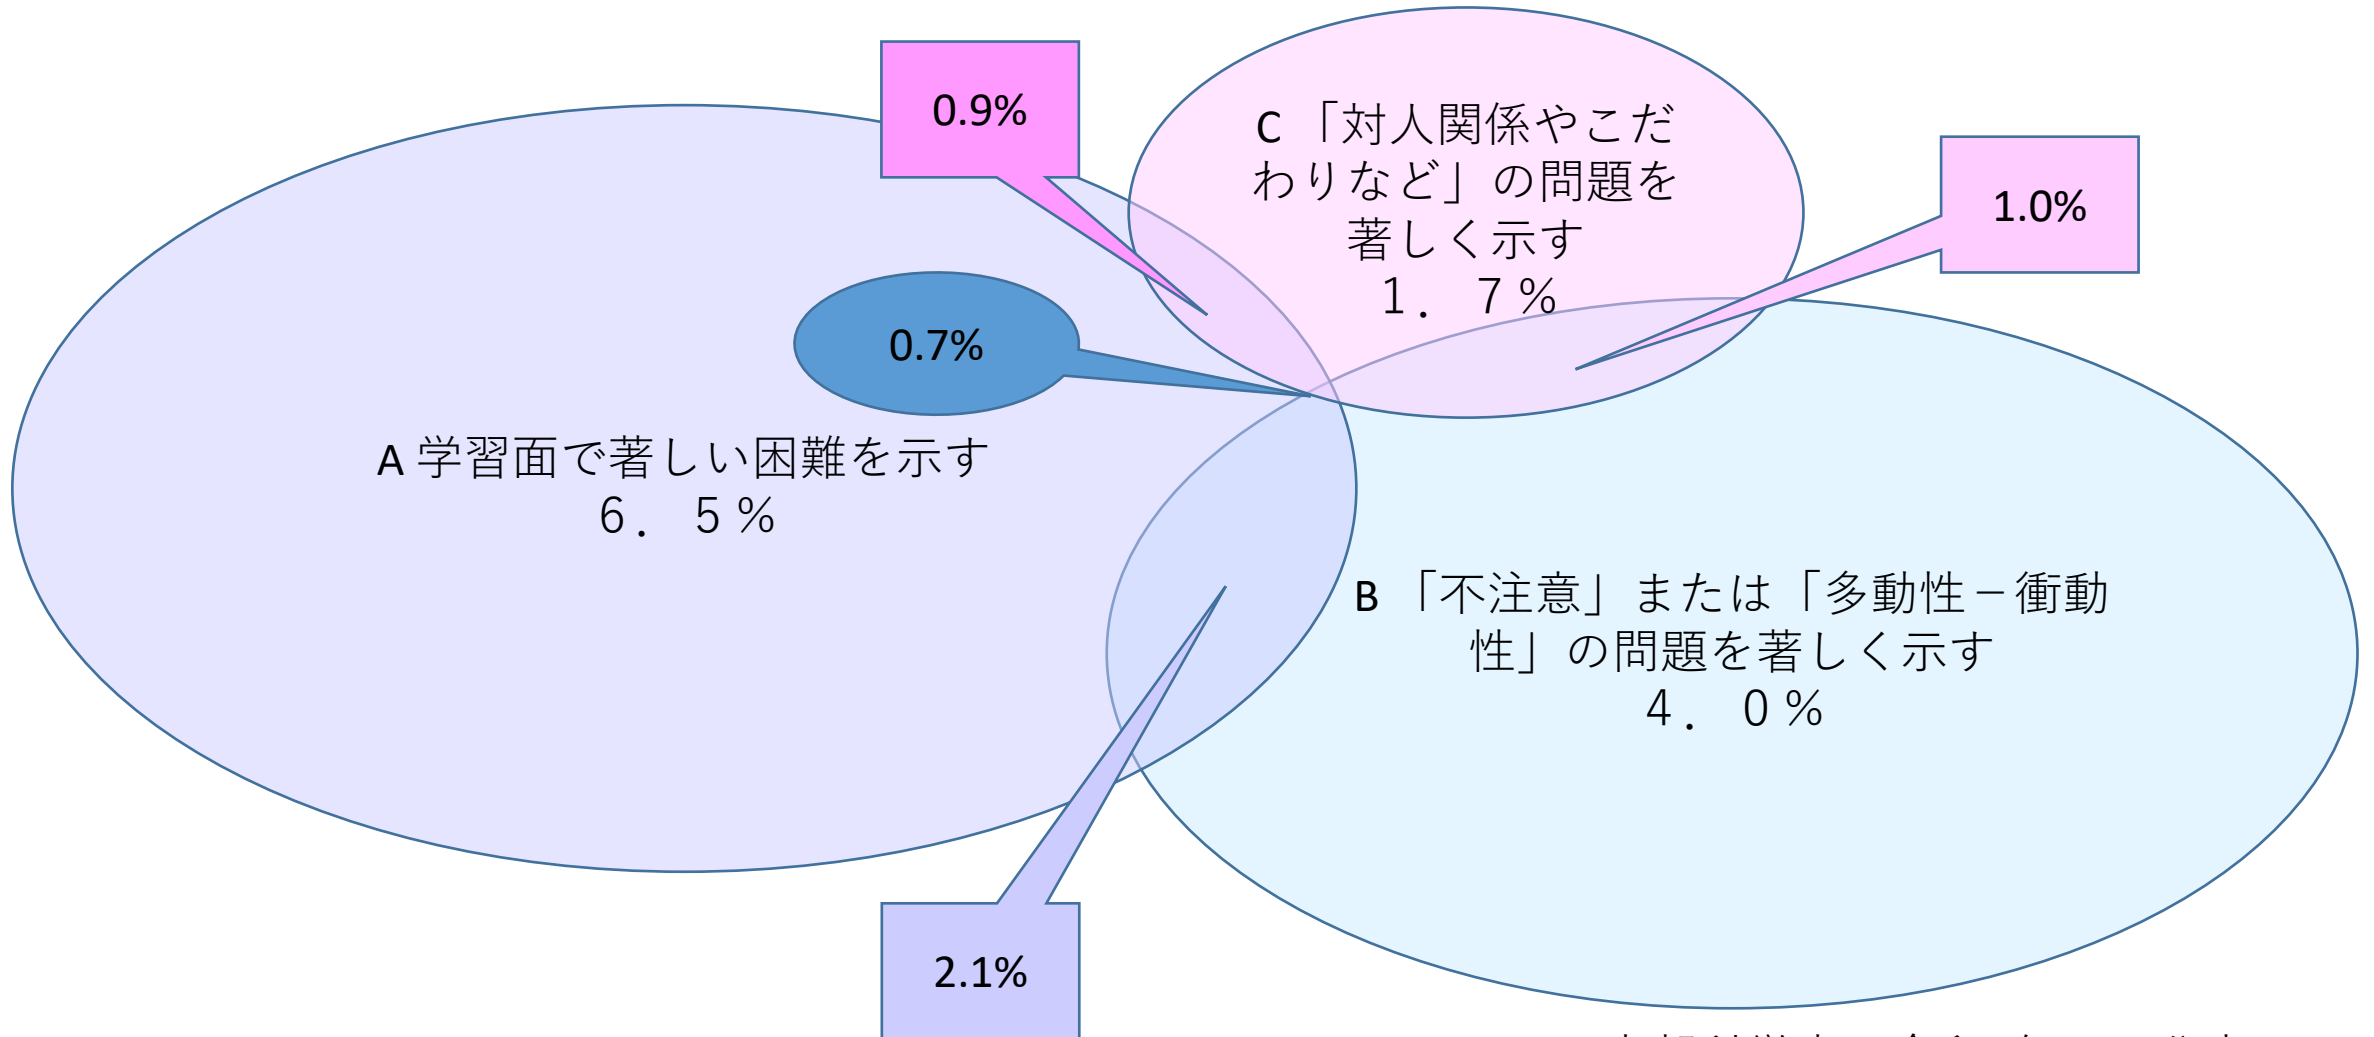 0.9%
C 「対人関係やこだ
わりなど」の問題を
著しく示す
１．７％
1.0%
0.7%
A 学習面で著しい困難を示す
６．５％
B 「不注意」または「多動性－衝動
性」の問題を著しく示す
４．０％
2.1%